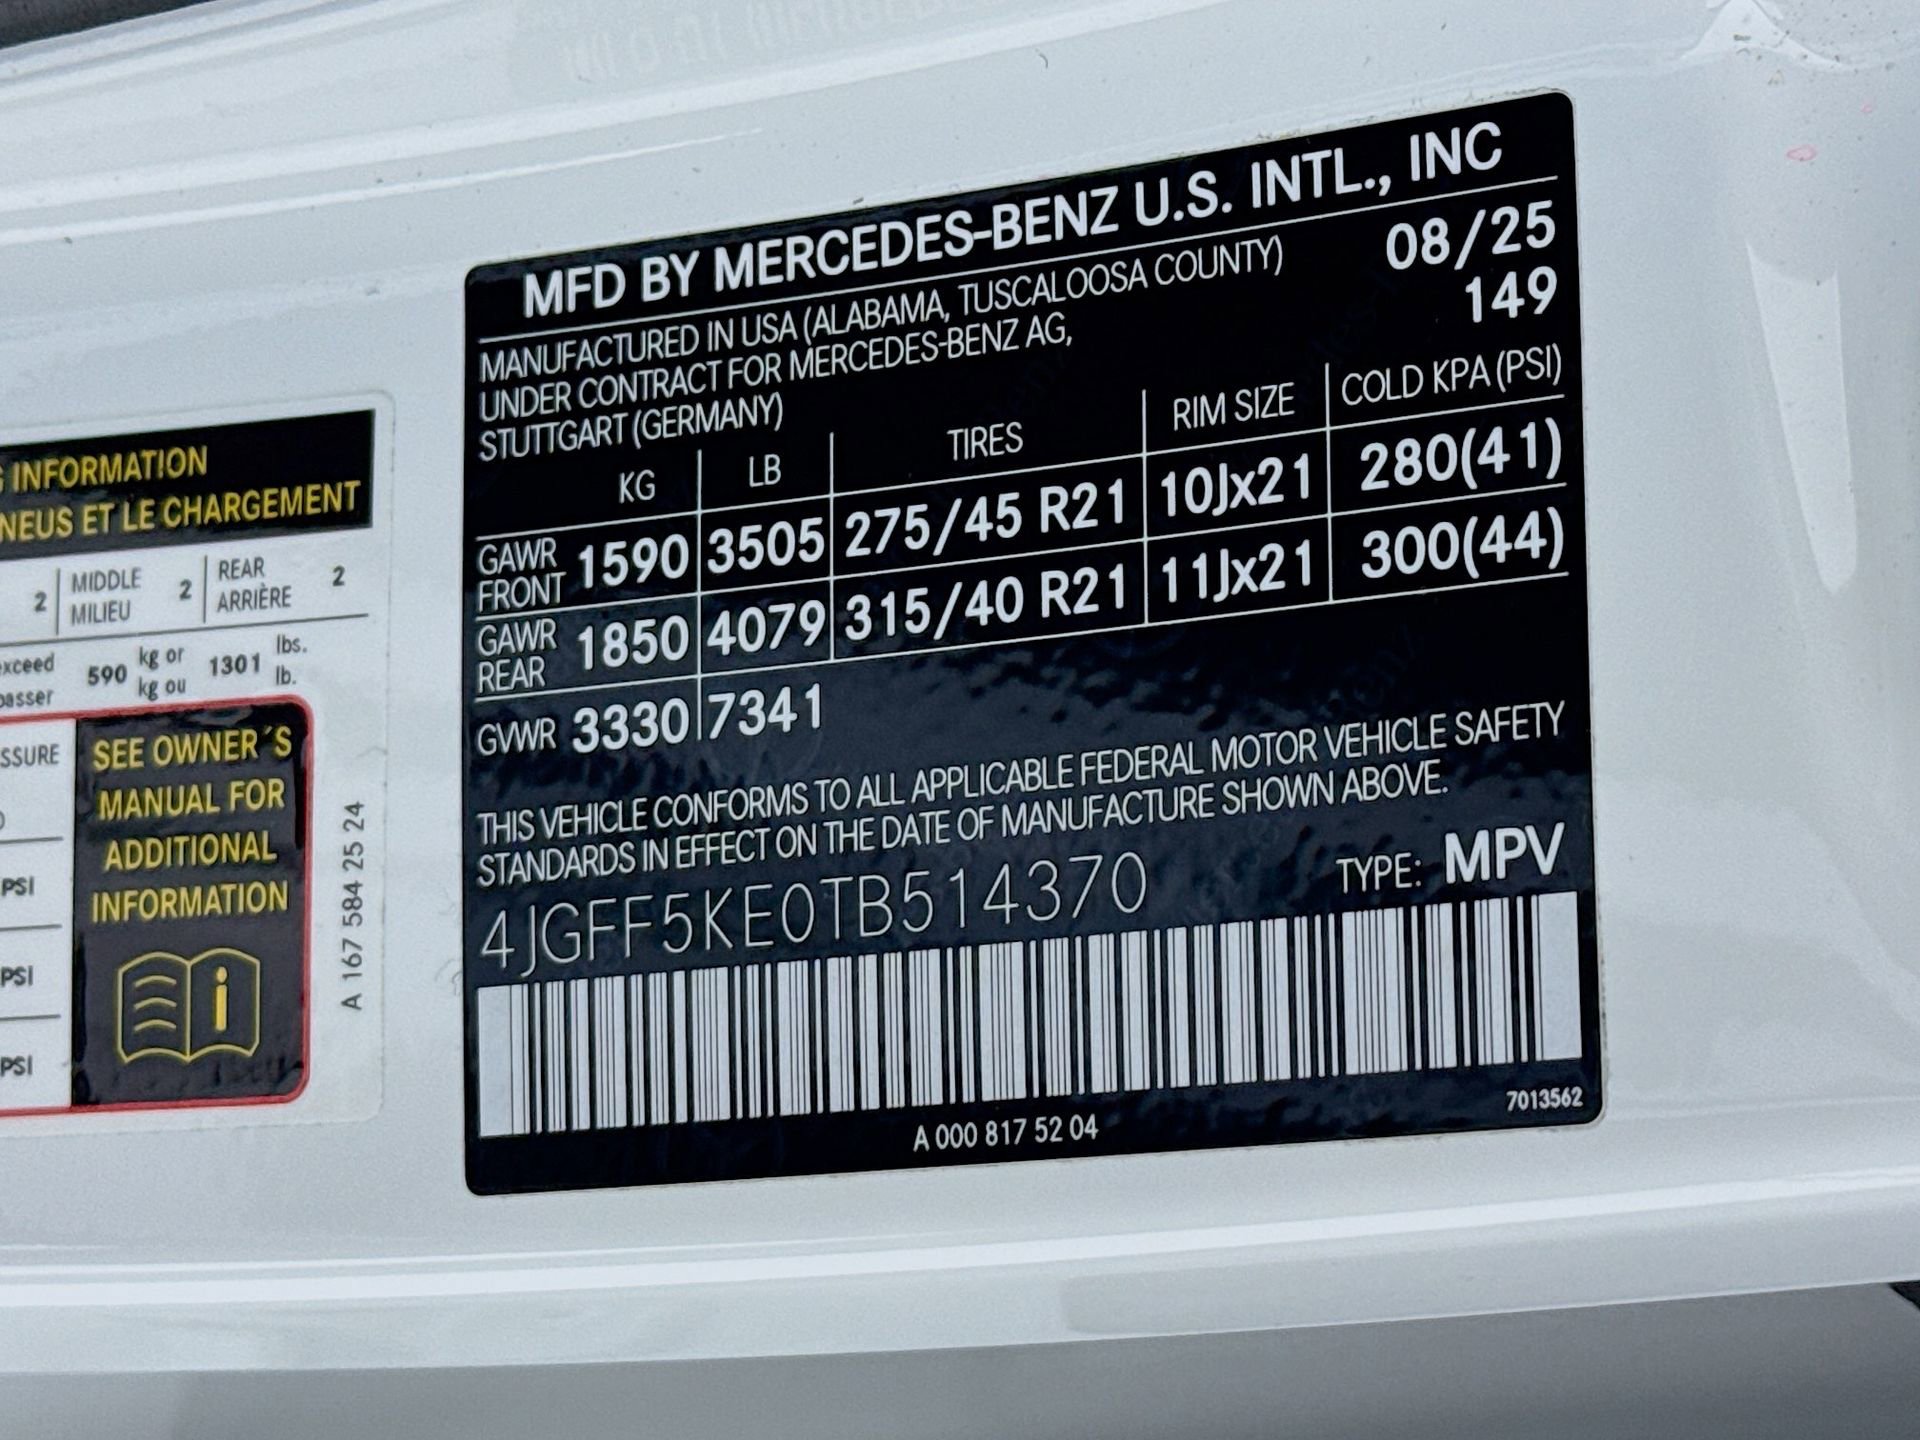 G INFORMATION
NEUS ET LE CHARGEMENT
2 MIDDLE MILIEU 2 REAR ARRIÈRE 2
exceed 590 kg or 1301 lbs.
passer kg ou lb.
SSURE
PSI
PSI
PSI
SEE OWNER´S
MANUAL FOR
ADDITIONAL
INFORMATION
i
A 167 584 25 24
MFD BY MERCEDES-BENZ U.S. INTL., INC
MANUFACTURED IN USA (ALABAMA, TUSCALOOSA COUNTY) 08/25
UNDER CONTRACT FOR MERCEDES-BENZ AG, 149
STUTTGART (GERMANY)
KG LB TIRES RIM SIZE COLD KPA (PSI)
GAWR FRONT 1590 3505 275/45 R21 10Jx21 280(41)
GAWR REAR 1850 4079 315/40 R21 11Jx21 300(44)
GVWR 3330 7341
THIS VEHICLE CONFORMS TO ALL APPLICABLE FEDERAL MOTOR VEHICLE SAFETY
STANDARDS IN EFFECT ON THE DATE OF MANUFACTURE SHOWN ABOVE.
4JGFF5KE0TB514370 TYPE: MPV
7013562
A 000 817 52 04